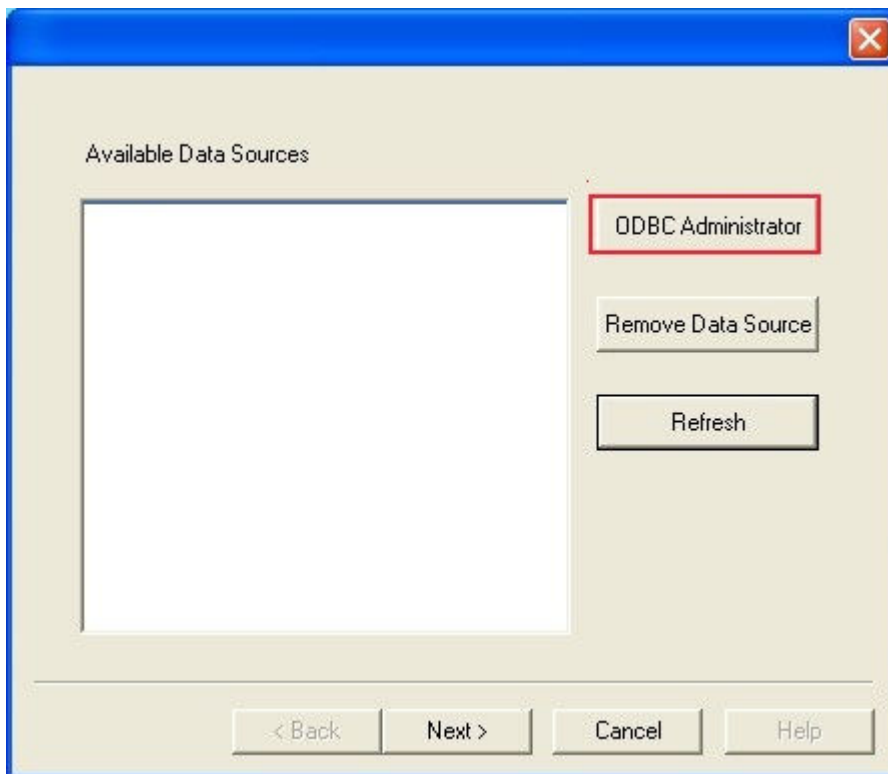 Available Data Sources
ODBC Administrator
Remove Data Source
Refresh
< Back
Next >
Cancel
Help